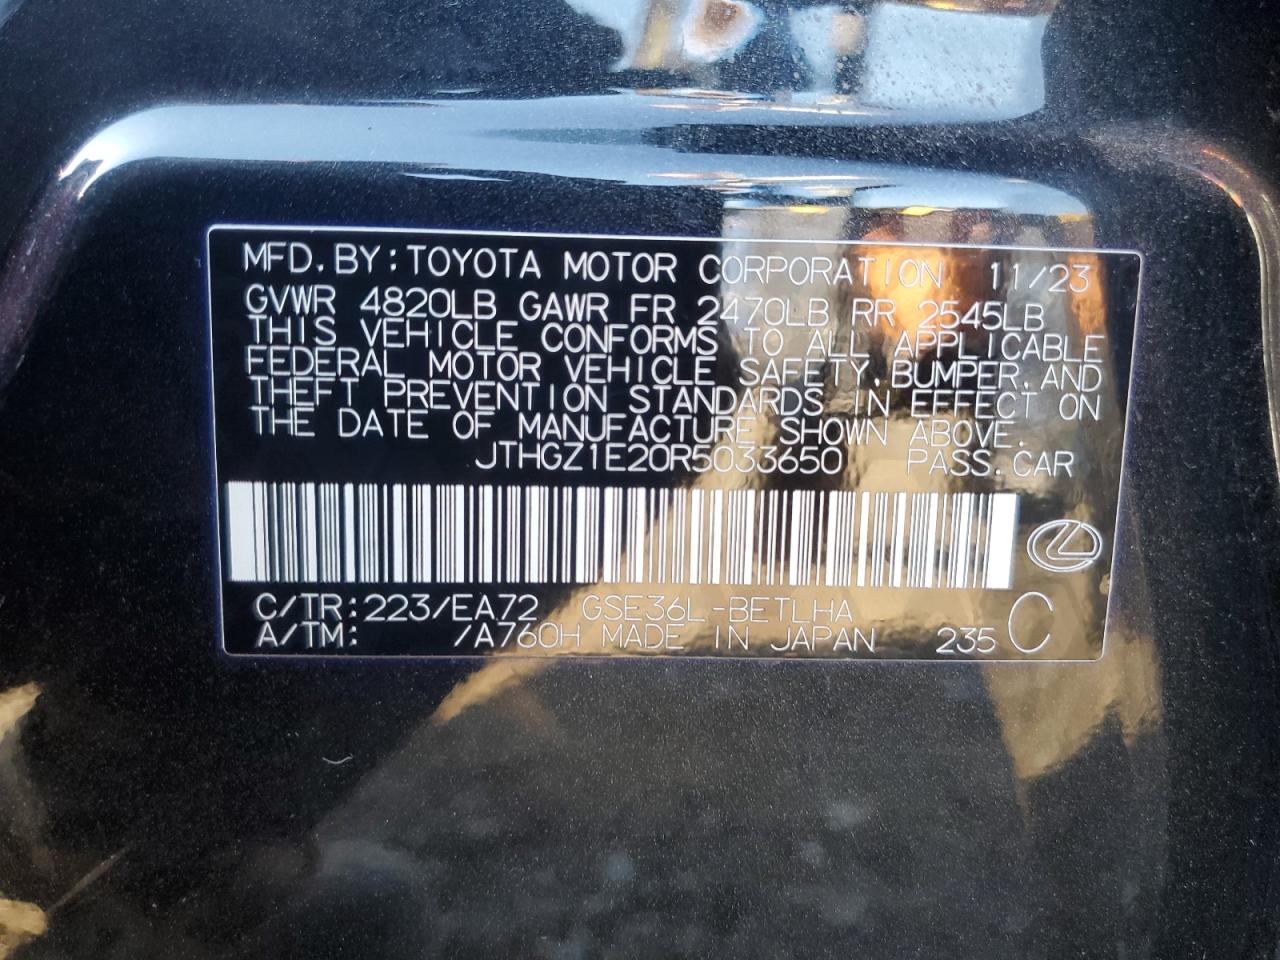 MFD.BY:TOYOTA MOTOR CORPORATION 11/23
GVWR 4820LB GAWR FR 2470LB RR 2545LB
THIS VEHICLE CONFORMS TO ALL APPLICABLE
FEDERAL MOTOR VEHICLE SAFETY,BUMPER,AND
THEFT PREVENTION STANDARDS IN EFFECT ON
THE DATE OF MANUFACTURE SHOWN ABOVE.
JTHGZ1E20R5033650 PASS.CAR
C/TR:223/EA72 GSE36L-BETLHA
A/TM: /A760H MADE IN JAPAN 235 C